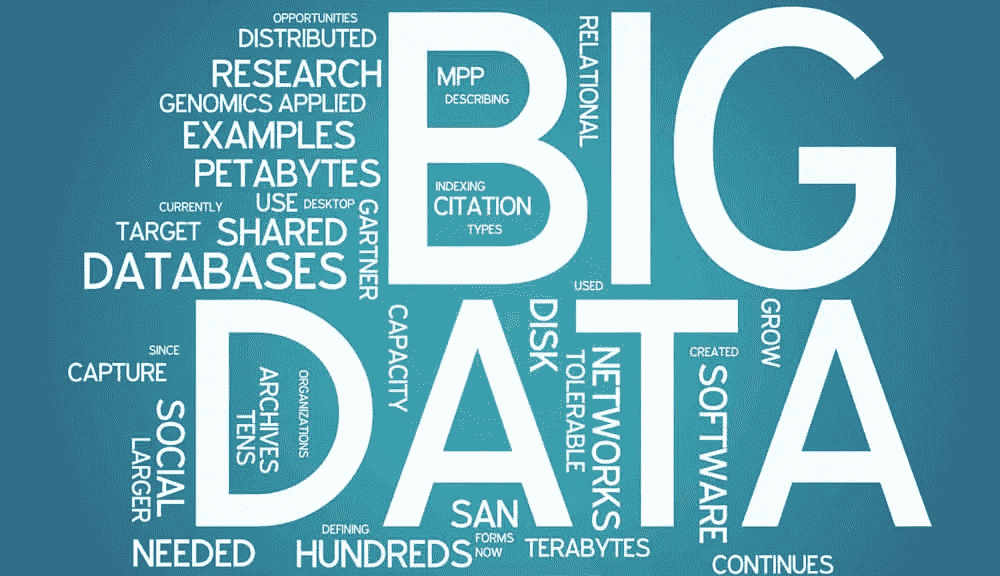 OPPORTUNITIES
DISTRIBUTED
RESEARCH
GENOMICS APPLIED
EXAMPLES
PETABYTES
CURRENTLY
USE DESKTOP
TARGET SHARED
DATABASES
GARTNER
BIG
MPP
DESCRIBING
INDEXING
CITATION
TYPES
RELATIONAL
USED
DATA
SINCE
CAPTURE
SOCIAL
LARGER
ARCHIVES
TENS
ORGANIZATIONS
CAPACITY
DISK
TOLERABLE
NETWORKS
CREATED
SOFTWARE
GROW
NEEDED
DEFINING
HUNDREDS
SAN
FORMS
NOW
TERABYTES
CONTINUES